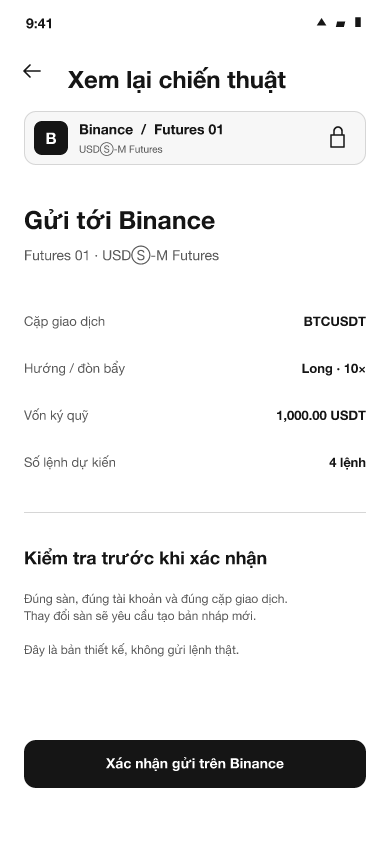 9:41
Xem lại chiến thuật
B
Binance / Futures 01
USDⓈ-M Futures
Gửi tới Binance
Futures 01 · USDⓈ-M Futures
Cặp giao dịch
BTCUSDT
Hướng / đòn bẩy
Long · 10×
Vốn ký quỹ
1,000.00 USDT
Số lệnh dự kiến
4 lệnh
Kiểm tra trước khi xác nhận
Đúng sàn, đúng tài khoản và đúng cặp giao dịch.
Thay đổi sàn sẽ yêu cầu tạo bản nháp mới.
Đây là bản thiết kế, không gửi lệnh thật.
Xác nhận gửi trên Binance